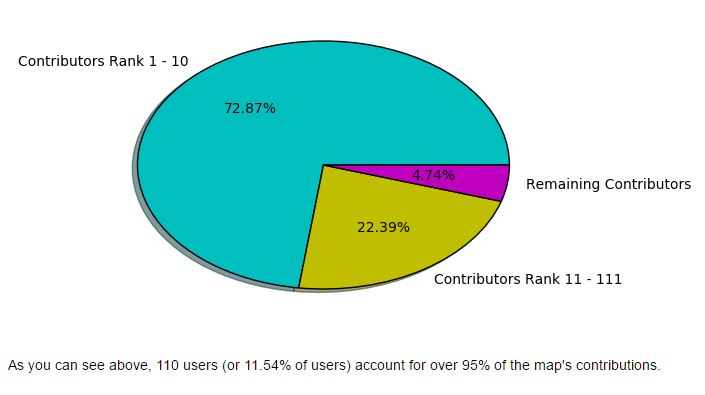 Contributors Rank 1 - 10
72.87%
4.74%
Remaining Contributors
22.39%
Contributors Rank 11 - 111
As you can see above, 110 users (or 11.54% of users) account for over 95% of the map's contributions.